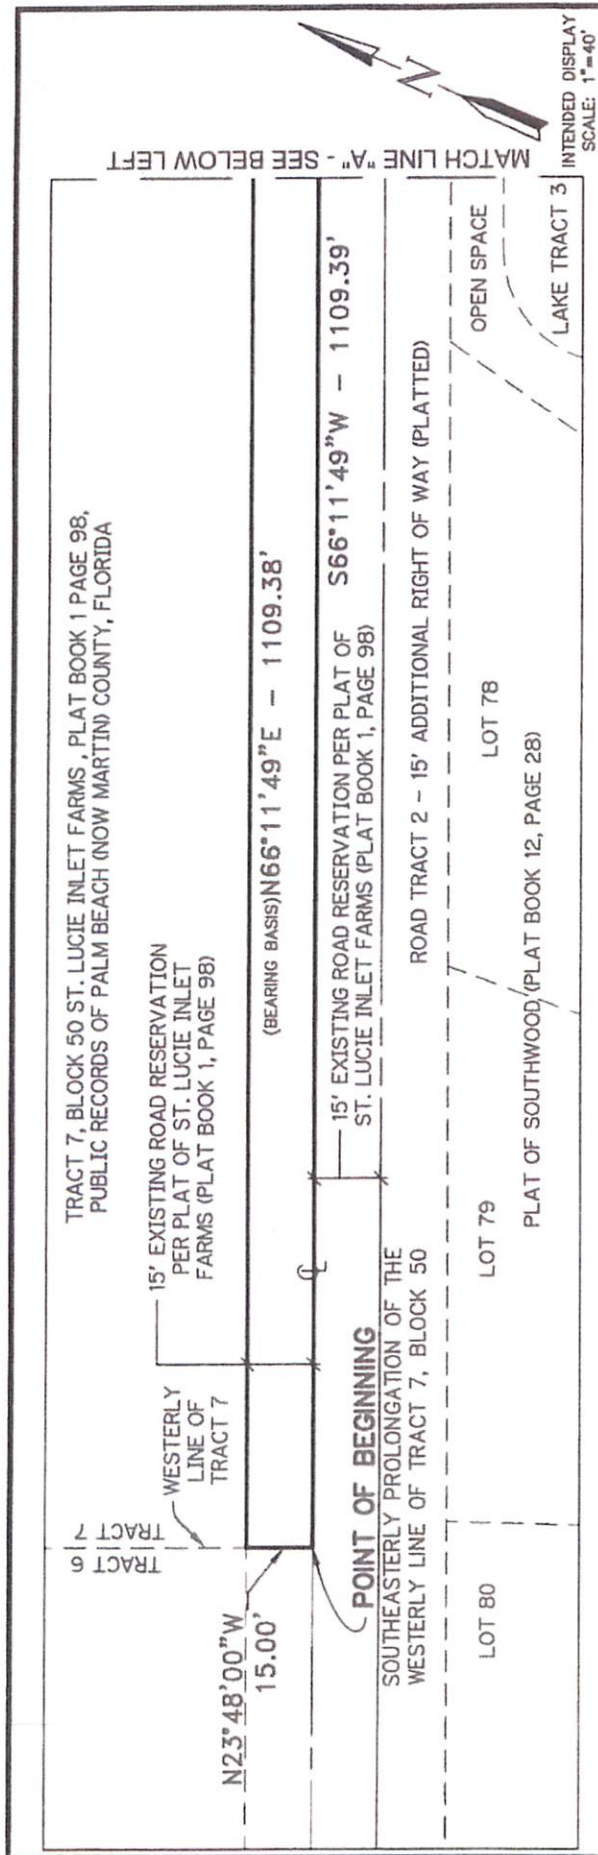 TRACT 7, BLOCK 50 ST. LUCIE INLET FARMS, PLAT BOOK 1 PAGE 98,
PUBLIC RECORDS OF PALM BEACH (NOW MARTIN) COUNTY, FLORIDA
MATCH LINE "A" - SEE BELOW LEFT
N
INTENDED DISPLAY
SCALE: 1"=40'
TRACT 6
TRACT 7
WESTERLY
LINE OF
TRACT 7
15' EXISTING ROAD RESERVATION
PER PLAT OF ST. LUCIE INLET
FARMS (PLAT BOOK 1, PAGE 98)
N23°48'00"W
15.00'
(BEARING BASIS)N66°11'49"E - 1109.38'
S66°11'49"W - 1109.39'
POINT OF BEGINNING
SOUTHEASTERLY PROLONGATION OF THE
WESTERLY LINE OF TRACT 7, BLOCK 50
15' EXISTING ROAD RESERVATION PER PLAT OF
ST. LUCIE INLET FARMS (PLAT BOOK 1, PAGE 98)
ROAD TRACT 2 - 15' ADDITIONAL RIGHT OF WAY (PLATTED)
LOT 80
LOT 79
LOT 78
OPEN SPACE
LAKE TRACT 3
PLAT OF SOUTHWOOD (PLAT BOOK 12, PAGE 28)